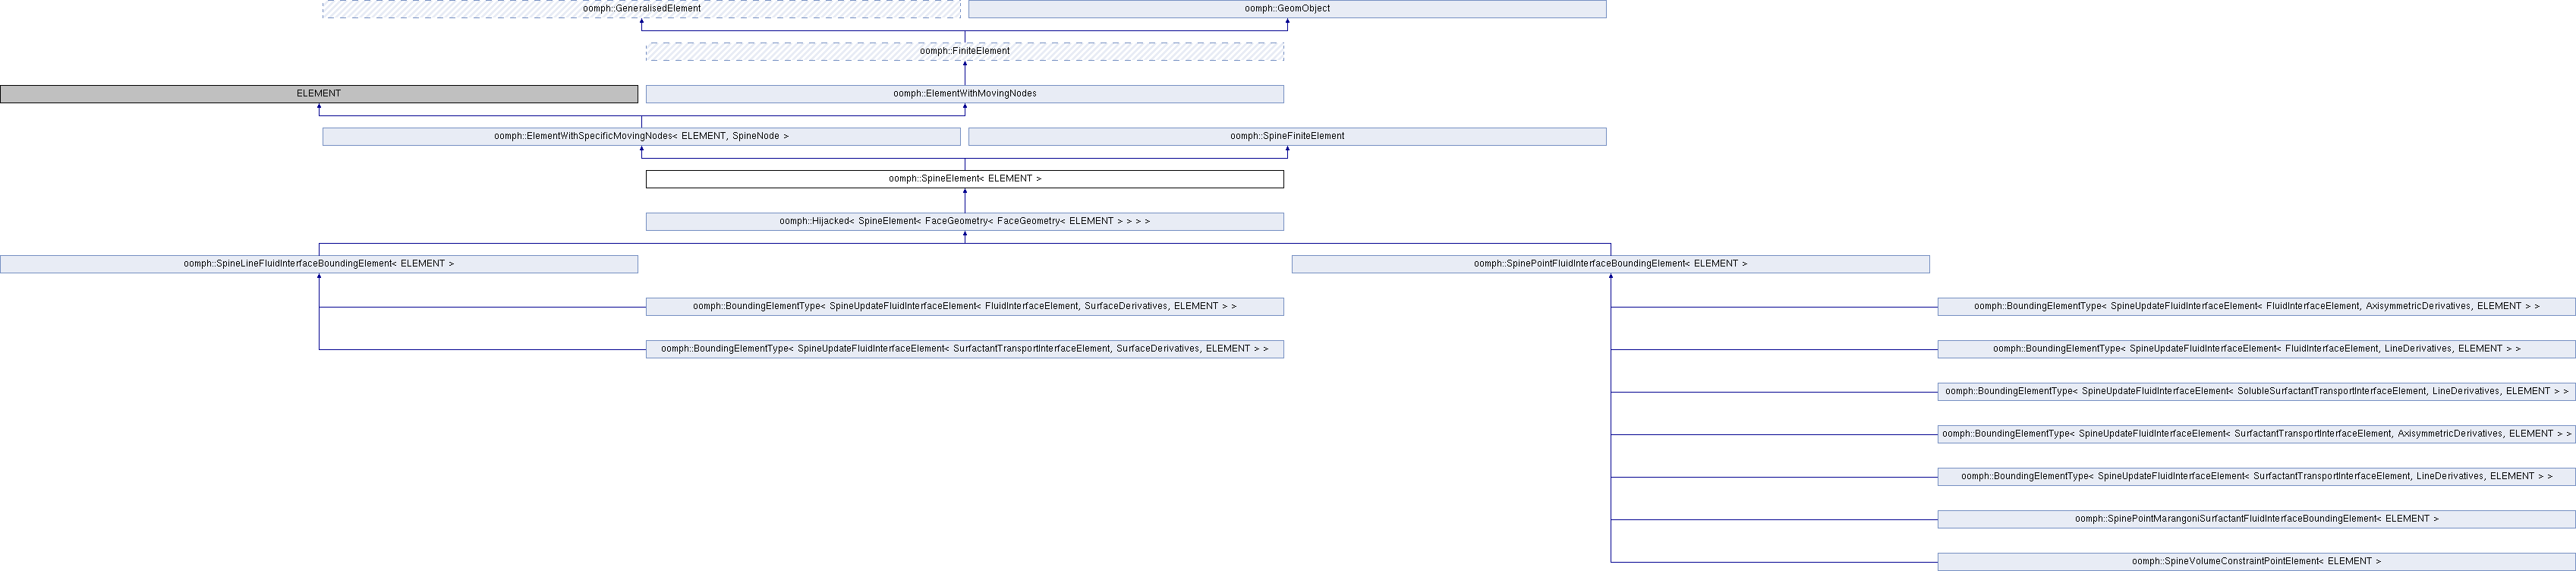 oomph::GeneralisedElement
oomph::GeomObject
oomph::FiniteElement
ELEMENT
oomph::ElementWithMovingNodes
oomph::ElementWithSpecificMovingNodes< ELEMENT, SpineNode >
oomph::SpineFiniteElement
oomph::SpineElement< ELEMENT >
oomph::Hijacked< SpineElement< FaceGeometry< FaceGeometry< ELEMENT > > > >
oomph::SpineLineFluidInterfaceBoundingElement< ELEMENT >
oomph::SpinePointFluidInterfaceBoundingElement< ELEMENT >
oomph::BoundingElementType< SpineUpdateFluidInterfaceElement< FluidInterfaceElement, SurfaceDerivatives, ELEMENT > >
oomph::BoundingElementType< SpineUpdateFluidInterfaceElement< FluidInterfaceElement, AxisymmetricDerivatives, ELEMENT > >
oomph::BoundingElementType< SpineUpdateFluidInterfaceElement< SurfactantTransportInterfaceElement, SurfaceDerivatives, ELEMENT > >
oomph::BoundingElementType< SpineUpdateFluidInterfaceElement< FluidInterfaceElement, LineDerivatives, ELEMENT > >
oomph::BoundingElementType< SpineUpdateFluidInterfaceElement< SolubleSurfactantTransportInterfaceElement, LineDerivatives, ELEMENT > >
oomph::BoundingElementType< SpineUpdateFluidInterfaceElement< SurfactantTransportInterfaceElement, AxisymmetricDerivatives, ELEMENT > >
oomph::BoundingElementType< SpineUpdateFluidInterfaceElement< SurfactantTransportInterfaceElement, LineDerivatives, ELEMENT > >
oomph::SpinePointMarangoniSurfactantFluidInterfaceBoundingElement< ELEMENT >
oomph::SpineVolumeConstraintPointElement< ELEMENT >